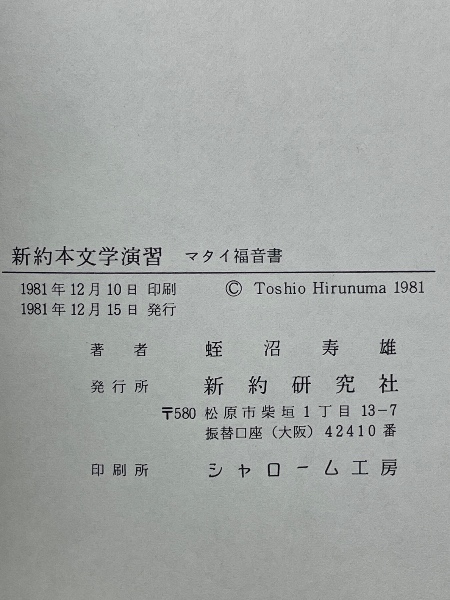 新約本文学演習 マタイ福音書
1981年12月10日 印刷 © Toshio Hirunuma 1981
1981年12月15日 発行
著者 蛭沼寿雄
発行所 新約研究社
〒580 松原市柴垣1丁目13-7
振替口座(大阪)42410番
印刷所 シャローム工房